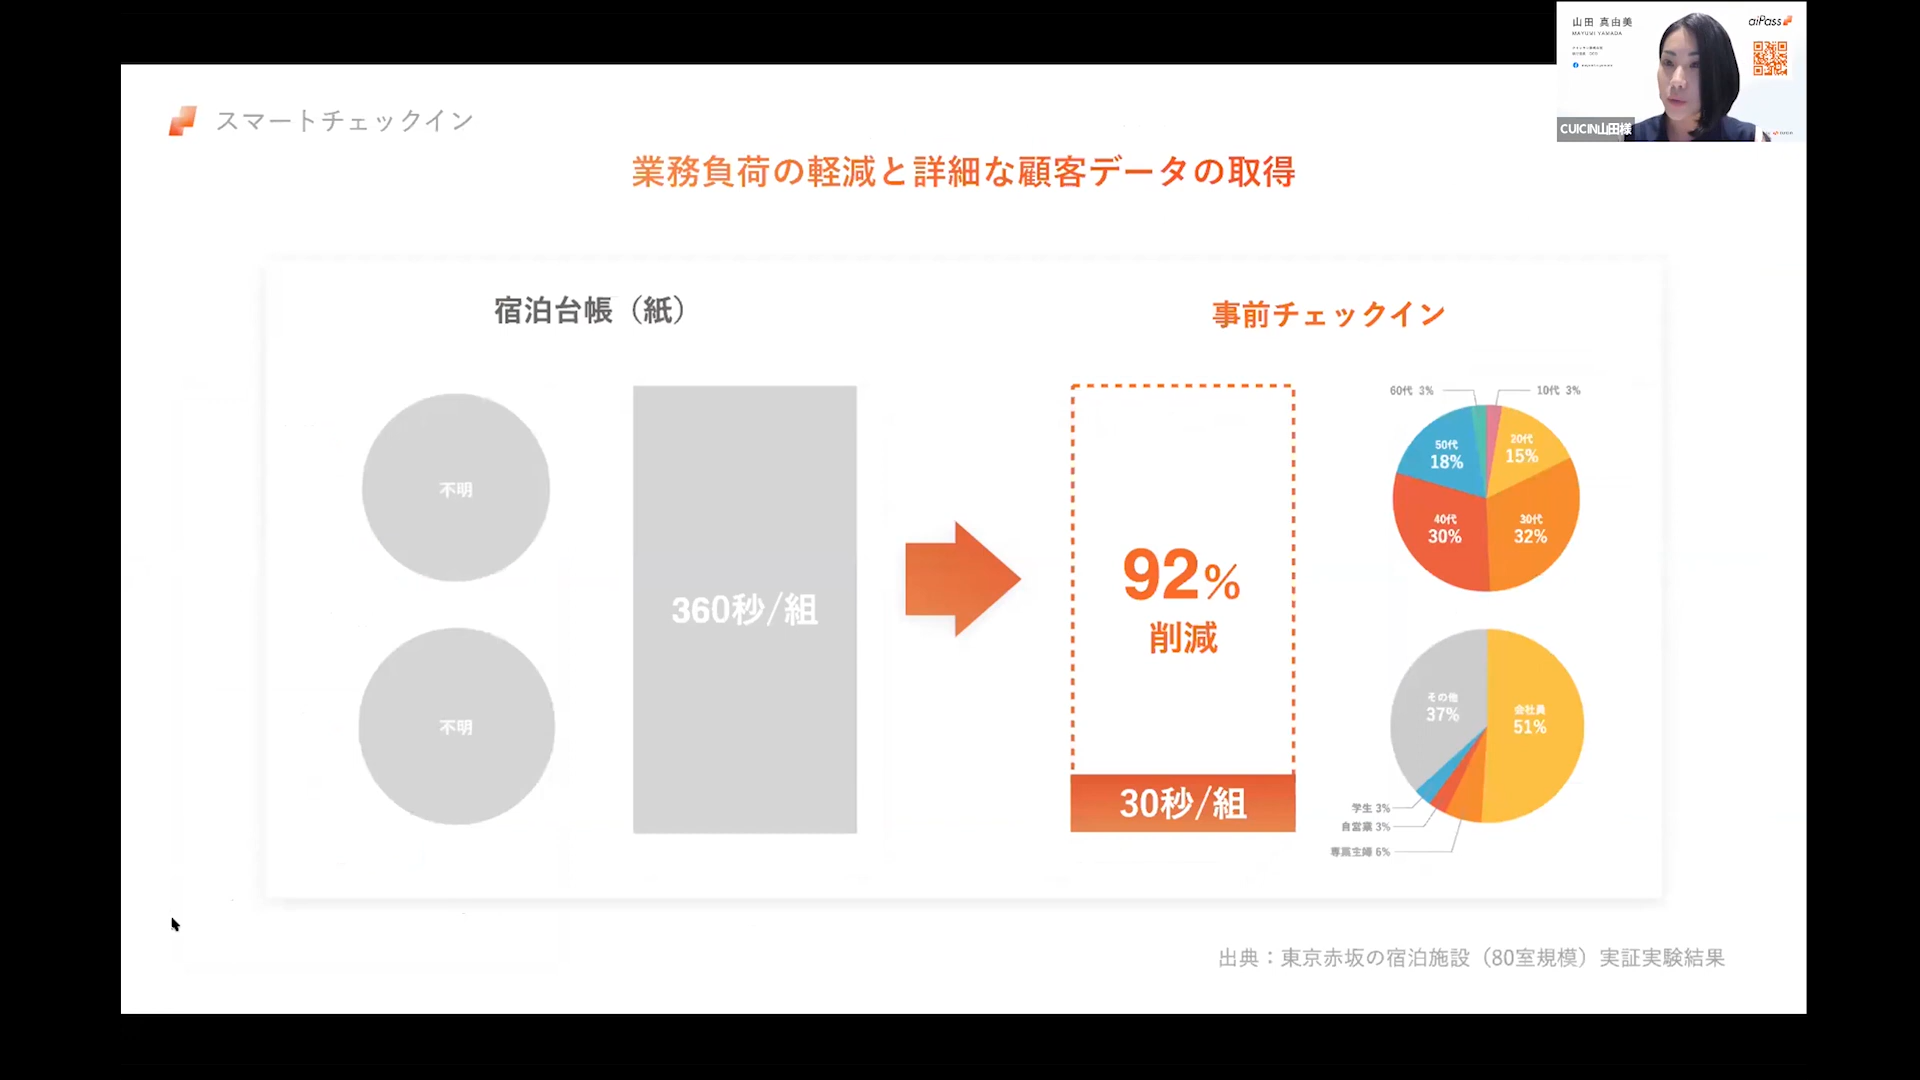 山田 真由美
MAYUMI YAMADA
aiPass
CUICIN山田様
スマートチェックイン
業務負荷の軽減と詳細な顧客データの取得
宿泊台帳（紙）
不明
不明
360秒/組
事前チェックイン
92%
削減
30秒/組
60代 3%
10代 3%
50代
18%
20代
15%
40代
30%
30代
32%
その他
37%
会社員
51%
学生 3%
自営業 3%
専業主婦 6%
出典：東京赤坂の宿泊施設（80室規模）実証実験結果